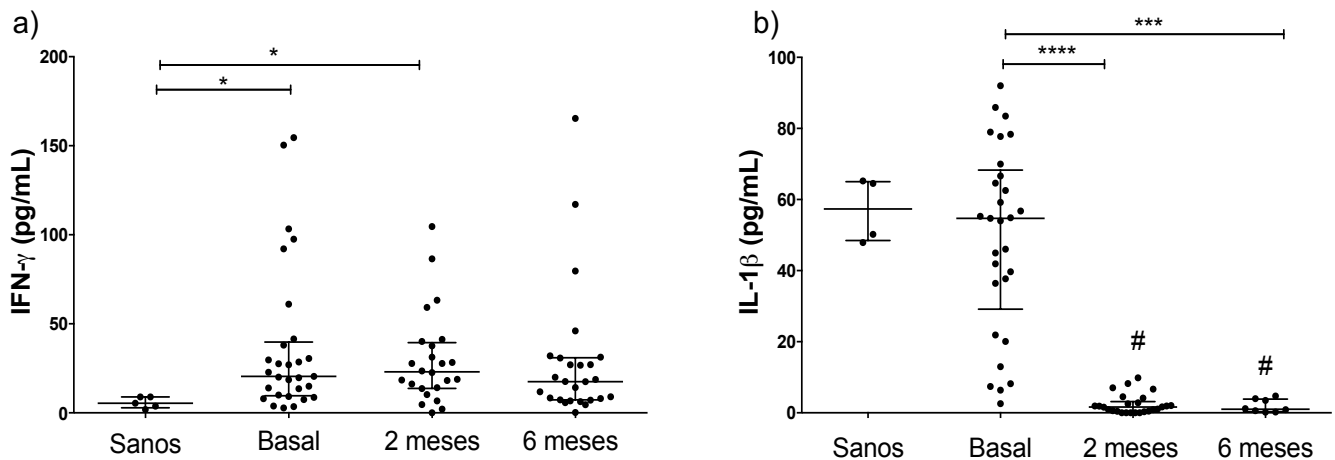 a)
IFN-γ (pg/mL)
200
150
100
50
0
*
*
Sanos
Basal
2 meses
6 meses
b)
IL-1β (pg/mL)
100
80
60
40
20
0
***
****
#
#
Sanos
Basal
2 meses
6 meses